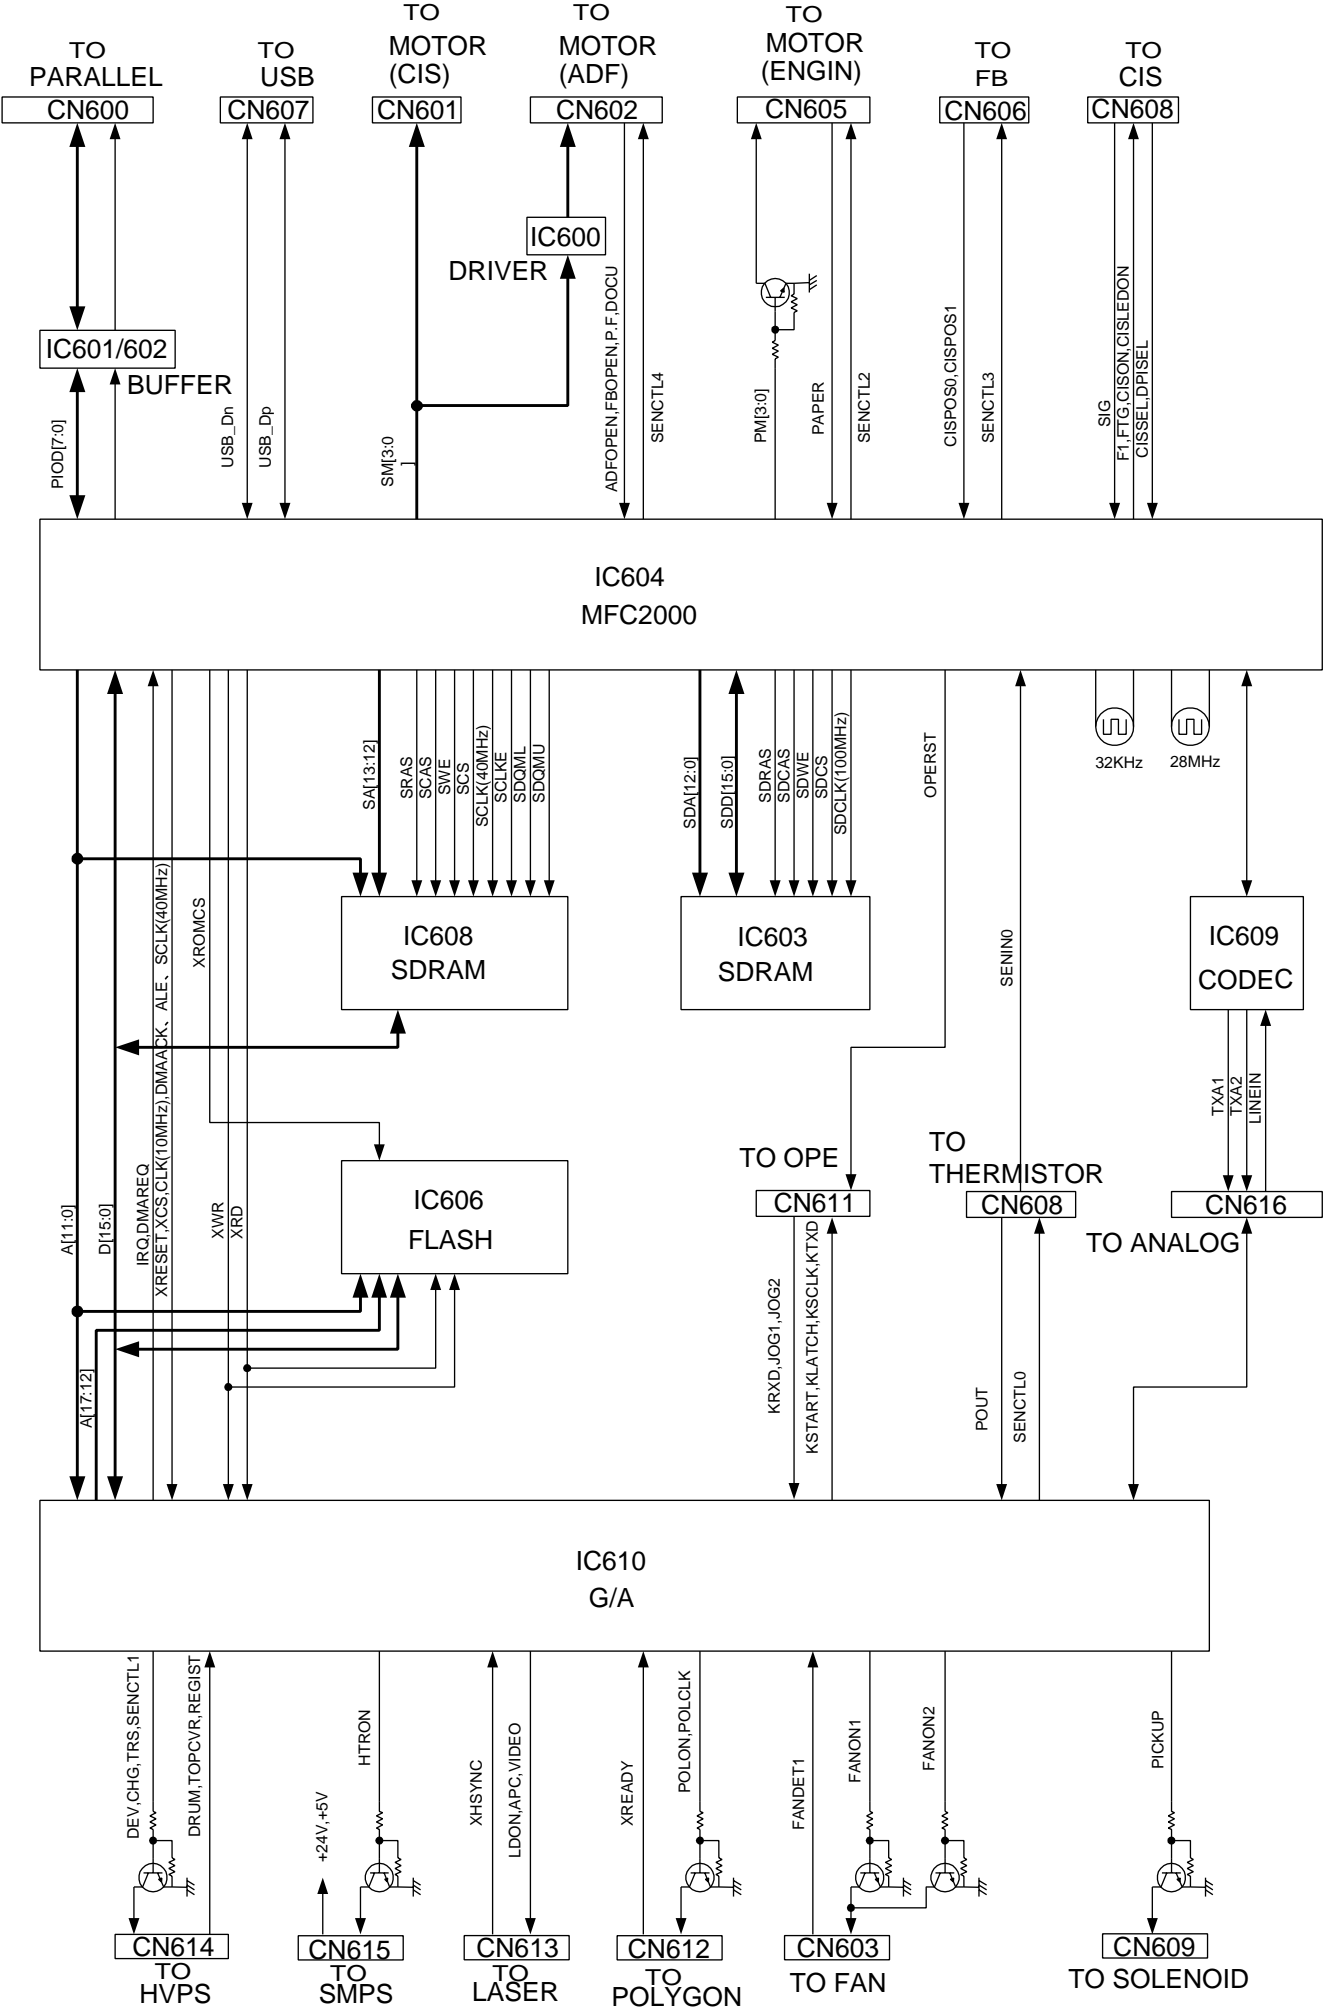 TO
PARALLEL
CN600
TO
USB
CN607
TO
MOTOR
(CIS)
CN601
TO
MOTOR
(ADF)
CN602
TO
MOTOR
(ENGIN)
CN605
TO
FB
CN606
TO
CIS
CN608
IC600
DRIVER
IC601/602
BUFFER
PIOD[7:0]
USB_Dn
USB_Dp
SM[3:0
]
ADFOPEN,FBOPEN,P.F,DOCU
SENCTL4
PM[3:0]
PAPER
SENCTL2
CISPOS0,CISPOS1
SENCTL3
SIG
F1,FTG,CISON,CISLEDON
CISSEL,DPISEL
IC604
MFC2000
SA[13:12]
SRAS
SCAS
SWE
SCS
SCLK(40MHz)
SCLKE
SDQML
SDQMU
SDA[12:0]
SDD[15:0]
SDRAS
SDCAS
SDWE
SDCS
SDCLK(100MHz)
OPERST
32KHz
28MHz
XROMCS
SENIN0
IC608
SDRAM
IC603
SDRAM
IC609
CODEC
A[11:0]
D[15:0]
IRQ,DMAREQ
XRESET,XCS,CLK(10MHz),DMAACK、ALE、SCLK(40MHz)
XWR
XRD
TXA1
TXA2
LINEIN
IC606
FLASH
TO OPE
CN611
TO
THERMISTOR
CN608
CN616
TO ANALOG
A[17:12]
KRXD,JOG1,JOG2
KSTART,KLATCH,KSCLK,KTXD
POUT
SENCTL0
IC610
G/A
DEV,CHG,TRS,SENCTL1
DRUM,TOPCVR,REGIST
+24V,+5V
HTRON
XHSYNC
LDON,APC,VIDEO
XREADY
POLON,POLCLK
FANDET1
FANON1
FANON2
PICKUP
CN614
TO
HVPS
CN615
TO
SMPS
CN613
TO
LASER
CN612
TO
POLYGON
CN603
TO FAN
CN609
TO SOLENOID